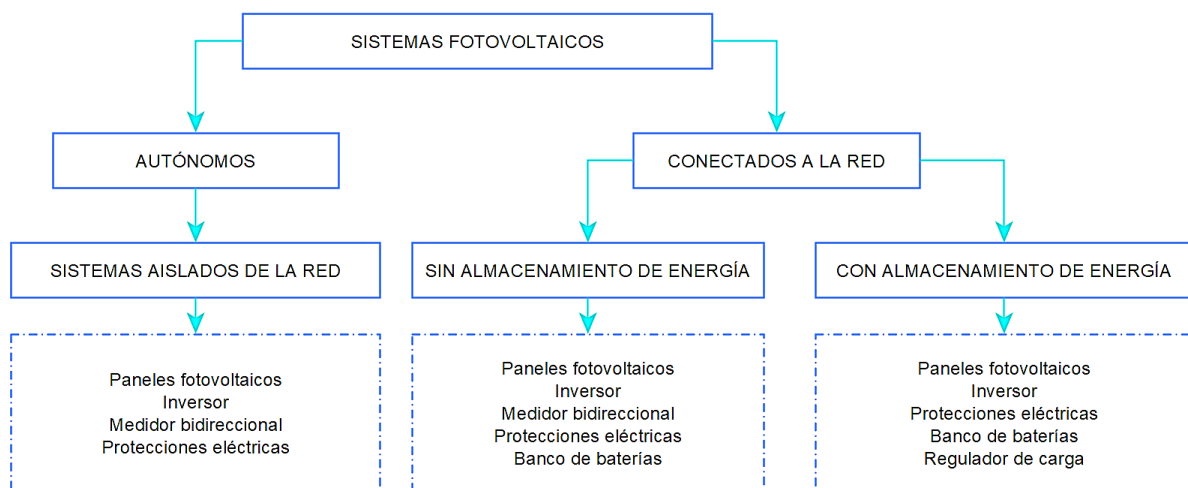 SISTEMAS FOTOVOLTAICOS
AUTÓNOMOS
CONECTADOS A LA RED
SISTEMAS AISLADOS DE LA RED
SIN ALMACENAMIENTO DE ENERGÍA
CON ALMACENAMIENTO DE ENERGÍA
Paneles fotovoltaicos
Inversor
Medidor bidireccional
Protecciones eléctricas
Paneles fotovoltaicos
Inversor
Medidor bidireccional
Protecciones eléctricas
Banco de baterías
Paneles fotovoltaicos
Inversor
Protecciones eléctricas
Banco de baterías
Regulador de carga